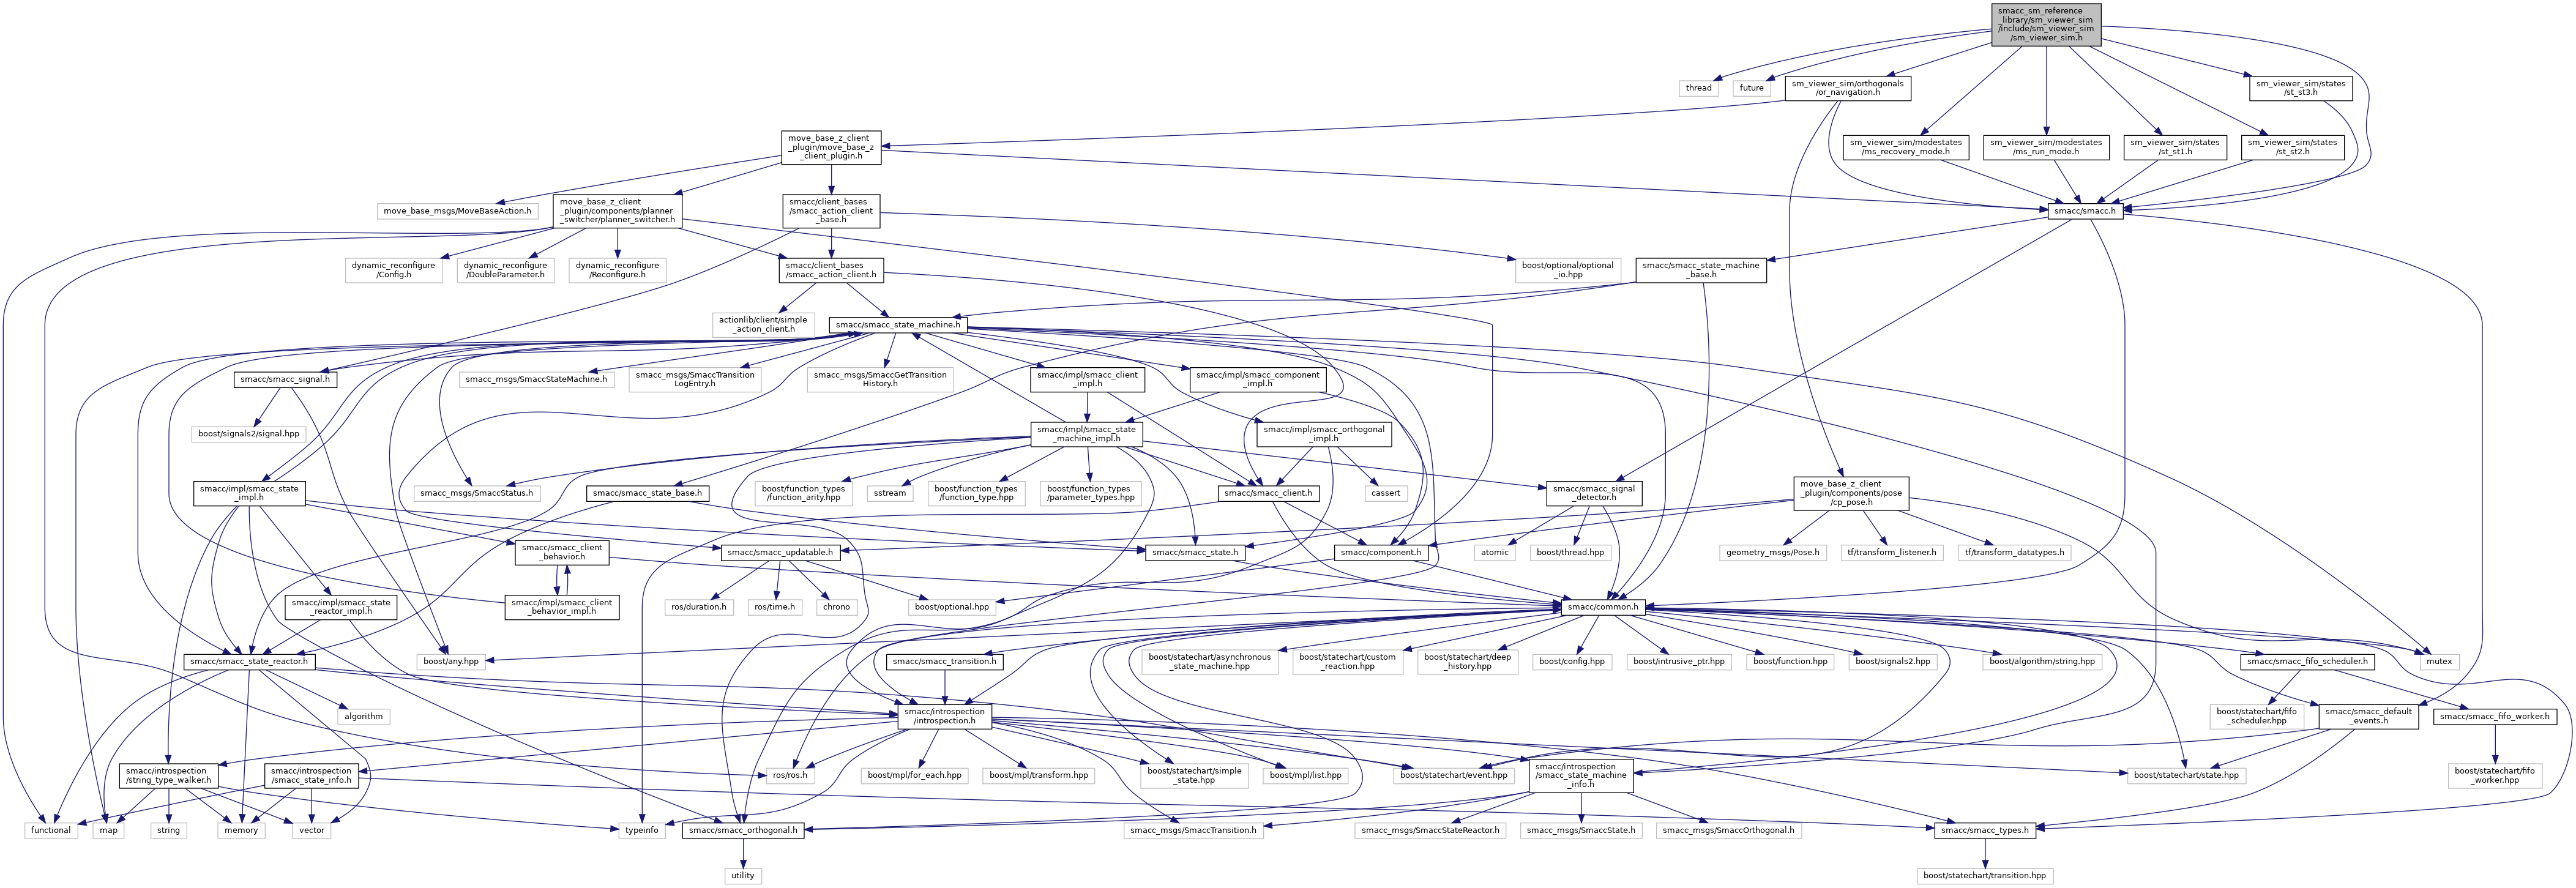 smacc_sm_reference
_library/sm_viewer_sim
/include/sm_viewer_sim
/sm_viewer_sim.h
thread
future
sm_viewer_sim/orthogonals
/or_navigation.h
sm_viewer_sim/states
/st_st3.h
move_base_z_client
_plugin/move_base_z
_client_plugin.h
sm_viewer_sim/modestates
/ms_recovery_mode.h
sm_viewer_sim/modestates
/ms_run_mode.h
sm_viewer_sim/states
/st_st1.h
sm_viewer_sim/states
/st_st2.h
move_base_msgs/MoveBaseAction.h
move_base_z_client
_plugin/components/planner
_switcher/planner_switcher.h
smacc/client_bases
/smacc_action_client
_base.h
smacc/smacc.h
dynamic_reconfigure
/Config.h
dynamic_reconfigure
/DoubleParameter.h
dynamic_reconfigure
/Reconfigure.h
smacc/client_bases
/smacc_action_client.h
boost/optional/optional
_io.hpp
smacc/smacc_state_machine
_base.h
actionlib/client/simple
_action_client.h
smacc/smacc_state_machine.h
smacc/smacc_signal.h
smacc_msgs/SmaccStateMachine.h
smacc_msgs/SmaccTransition
LogEntry.h
smacc_msgs/SmaccGetTransition
History.h
smacc/impl/smacc_client
_impl.h
smacc/impl/smacc_component
_impl.h
boost/signals2/signal.hpp
smacc/impl/smacc_state
_machine_impl.h
smacc/impl/smacc_orthogonal
_impl.h
smacc/impl/smacc_state
_impl.h
smacc_msgs/SmaccStatus.h
smacc/smacc_state_base.h
boost/function_types
/function_arity.hpp
sstream
boost/function_types
/function_type.hpp
boost/function_types
/parameter_types.hpp
smacc/smacc_client.h
cassert
smacc/smacc_signal
_detector.h
move_base_z_client
_plugin/components/pose
/cp_pose.h
smacc/smacc_client
_behavior.h
smacc/smacc_updatable.h
smacc/smacc_state.h
smacc/component.h
atomic
boost/thread.hpp
geometry_msgs/Pose.h
tf/transform_listener.h
tf/transform_datatypes.h
smacc/impl/smacc_state
_reactor_impl.h
smacc/impl/smacc_client
_behavior_impl.h
ros/duration.h
ros/time.h
chrono
boost/optional.hpp
smacc/common.h
smacc/smacc_state_reactor.h
boost/any.hpp
smacc/smacc_transition.h
boost/statechart/asynchronous
_state_machine.hpp
boost/statechart/custom
_reaction.hpp
boost/statechart/deep
_history.hpp
boost/config.hpp
boost/intrusive_ptr.hpp
boost/function.hpp
boost/signals2.hpp
boost/algorithm/string.hpp
smacc/smacc_fifo_scheduler.h
mutex
algorithm
smacc/introspection
/introspection.h
boost/statechart/fifo
_scheduler.hpp
smacc/smacc_default
_events.h
smacc/smacc_fifo_worker.h
smacc/introspection
/string_type_walker.h
smacc/introspection
/smacc_state_info.h
ros/ros.h
boost/mpl/for_each.hpp
boost/mpl/transform.hpp
boost/statechart/simple
_state.hpp
boost/mpl/list.hpp
boost/statechart/event.hpp
smacc/introspection
/smacc_state_machine
_info.h
boost/statechart/state.hpp
boost/statechart/fifo
_worker.hpp
functional
map
string
memory
vector
typeinfo
smacc/smacc_orthogonal.h
smacc_msgs/SmaccTransition.h
smacc_msgs/SmaccStateReactor.h
smacc_msgs/SmaccState.h
smacc_msgs/SmaccOrthogonal.h
smacc/smacc_types.h
utility
boost/statechart/transition.hpp